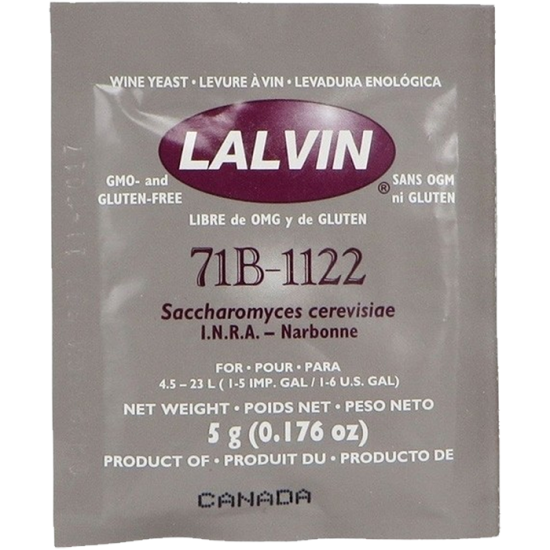 WINE YEAST • LEVURE À VIN • LEVADURA ENOLÓGICA
LALVIN
®
GMO- and
GLUTEN-FREE
SANS OGM
ni GLUTEN
LIBRE de OMG y de GLUTEN
71B-1122
Saccharomyces cerevisiae
I.N.R.A. – Narbonne
FOR • POUR • PARA
4.5 – 23 L ( 1-5 IMP. GAL / 1-6 U.S. GAL)
NET WEIGHT • POIDS NET • PESO NETO
5 g (0.176 oz)
PRODUCT OF • PRODUIT DU • PRODUCTO DE
CANADA